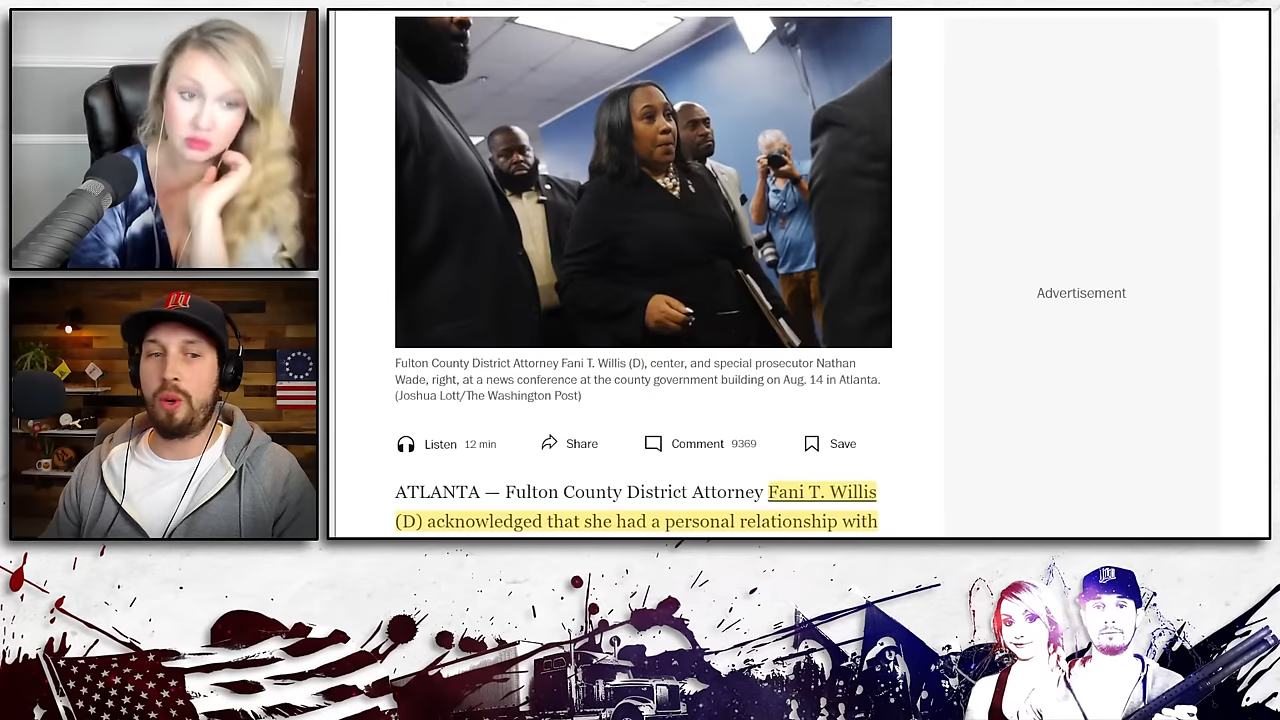 Advertisement
Fulton County District Attorney Fani T. Willis (D), center, and special prosecutor Nathan
Wade, right, at a news conference at the county government building on Aug. 14 in Atlanta.
(Joshua Lott/The Washington Post)
Listen 12 min Share Comment 9369 Save
ATLANTA — Fulton County District Attorney Fani T. Willis
(D) acknowledged that she had a personal relationship with